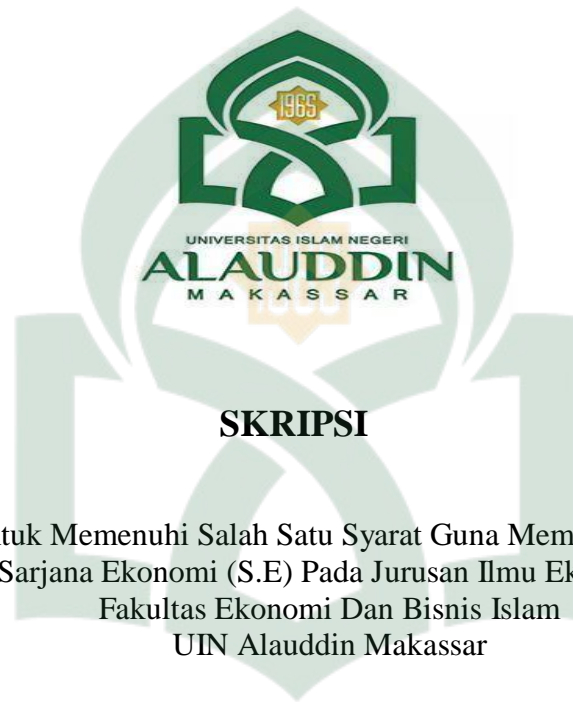 1965
UNIVERSITAS ISLAM NEGERI
ALAUDDIN
MAKASSAR
SKRIPSI
Memenuhi Salah Satu Syarat Guna
Sarjana Ekonomi (S.E) Pada Jurusan Ilmu
Fakultas Ekonomi Dan Bisnis Islam
UIN Alauddin Makassar